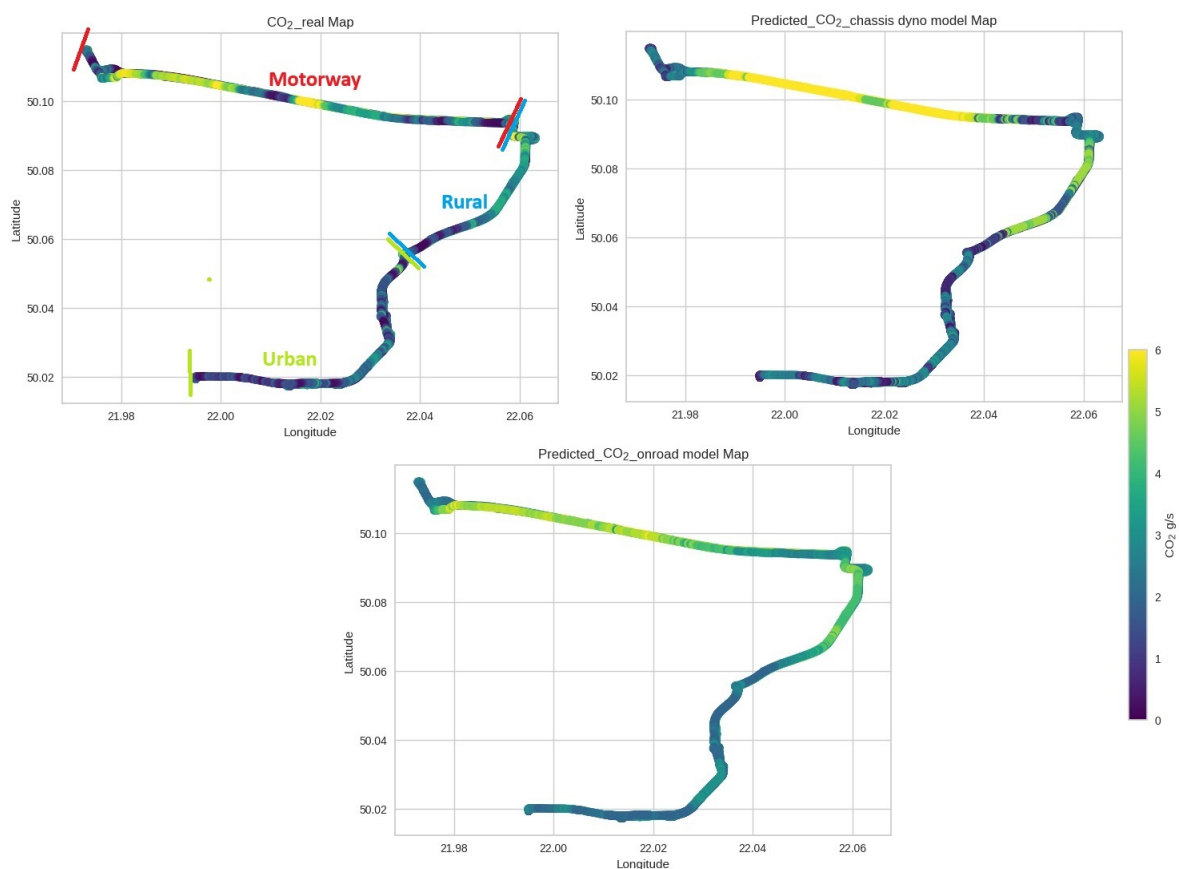 CO₂_real Map
Motorway
Rural
Urban
50.10
50.08
50.06
50.04
50.02
Latitude
21.98 22.00 22.02 22.04 22.06
Longitude
Predicted_CO₂_chassis dyno model Map
50.10
50.08
50.06
50.04
50.02
Latitude
21.98 22.00 22.02 22.04 22.06
Longitude
Predicted_CO₂_onroad model Map
50.10
50.08
50.06
50.04
50.02
Latitude
21.98 22.00 22.02 22.04 22.06
Longitude
6
5
4
3
2
1
0
CO₂ g/s